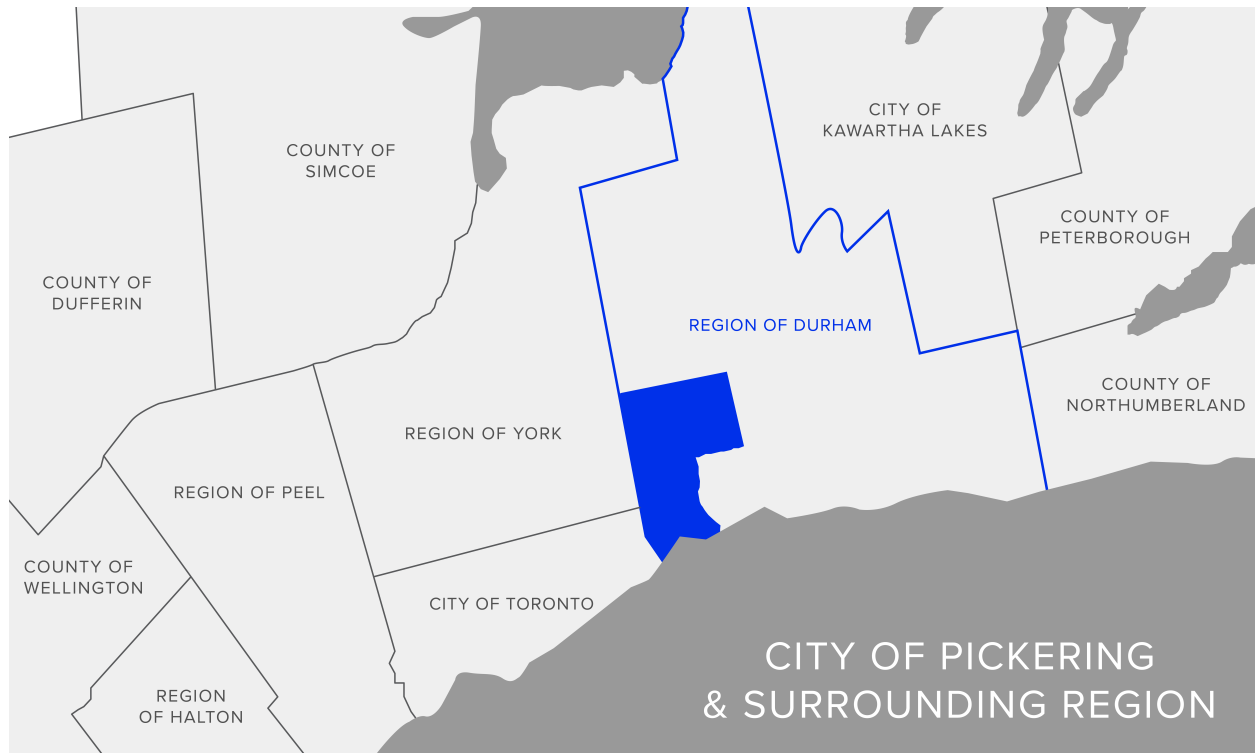 CITY OF
KAWARTHA LAKES
COUNTY OF
SIMCOE
COUNTY OF
PETERBOROUGH
COUNTY OF
DUFFERIN
REGION OF DURHAM
COUNTY OF
NORTHUMBERLAND
REGION OF YORK
REGION OF PEEL
COUNTY OF
WELLINGTON
CITY OF TORONTO
REGION
OF HALTON
CITY OF PICKERING
& SURROUNDING REGION